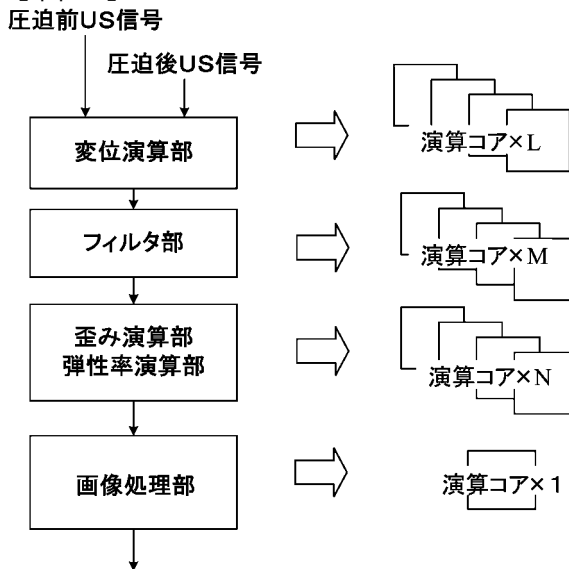 圧迫前US信号
圧迫後US信号
変位演算部
演算コア×L
フィルタ部
演算コア×M
歪み演算部
弾性率演算部
演算コア×N
画像処理部
演算コア×1